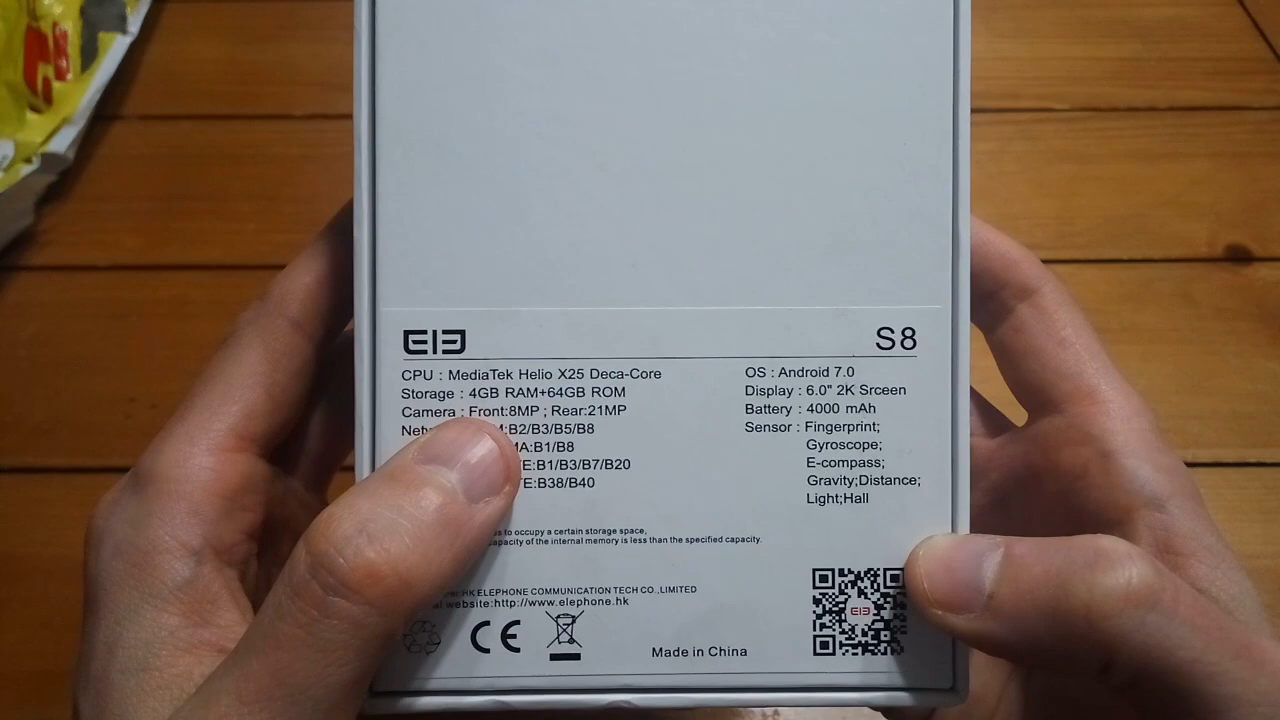 S8
CPU : MediaTek Helio X25 Deca-Core
Storage : 4GB RAM+64GB ROM
Camera : Front:8MP ; Rear:21MP
:B2/B3/B5/B8
:B1/B8
:B1/B3/B7/B20
:B38/B40
OS : Android 7.0
Display : 6.0" 2K Srceen
Battery : 4000 mAh
Sensor : Fingerprint;
Gyroscope;
E-compass;
Gravity;Distance;
Light;Hall
to occupy a certain storage space,
of the internal memory is less than the specified capacity.
HK ELEPHONE COMMUNICATION TECH CO.,LIMITED
website:http://www.elephone.hk
CE
Made in China